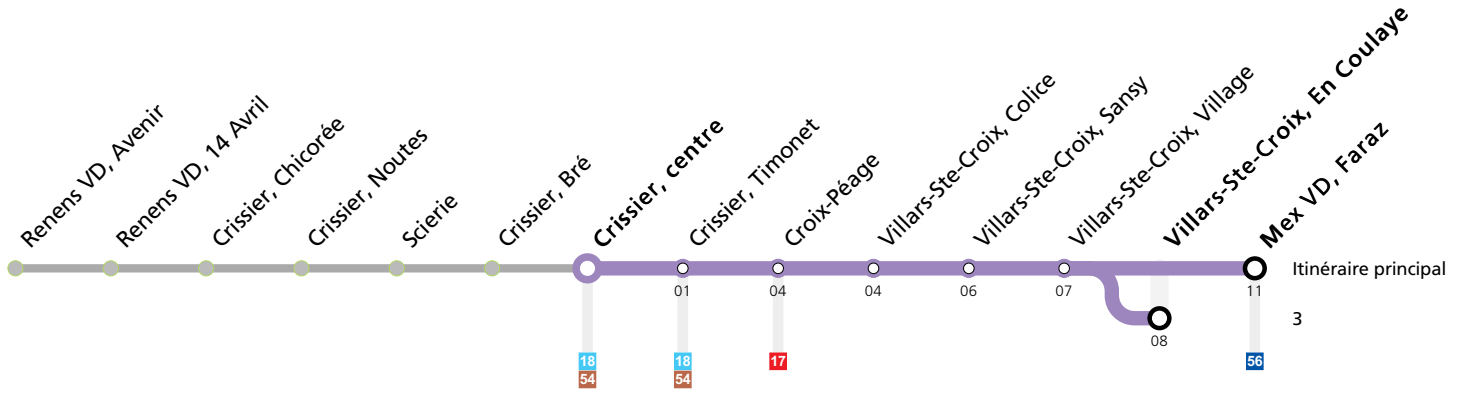 Renens VD, Avenir
Renens VD, 14 Avril
Crissier, Chicorée
Crissier, Noutes
Scierie
Crissier, Bré
Crissier, centre
Crissier, Timonet
Croix-Péage
Villars-Ste-Croix, Colice
Villars-Ste-Croix, Sansy
Villars-Ste-Croix, Village
Villars-Ste-Croix, En Coulaye
Mex VD, Faraz
Itinéraire principal
01 04 04 06 07 11
3
08
18 18 17 56
54 54